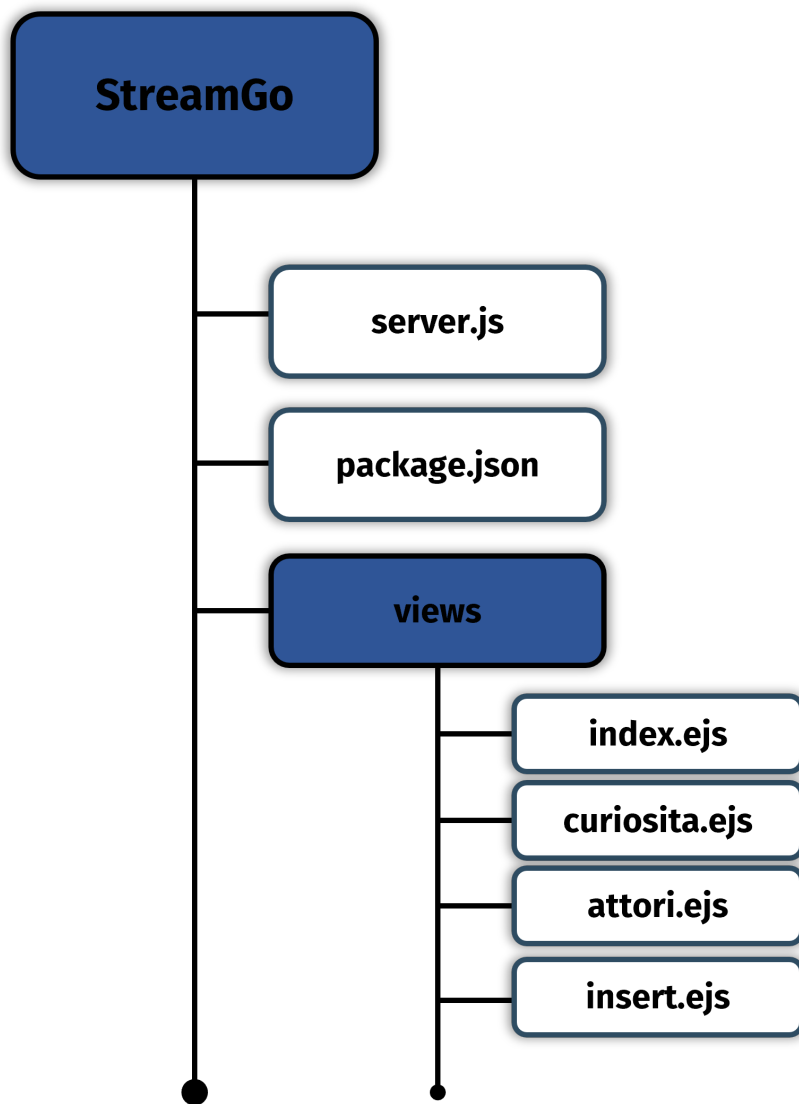 StreamGo
server.js
package.json
views
index.ejs
curiosita.ejs
attori.ejs
insert.ejs